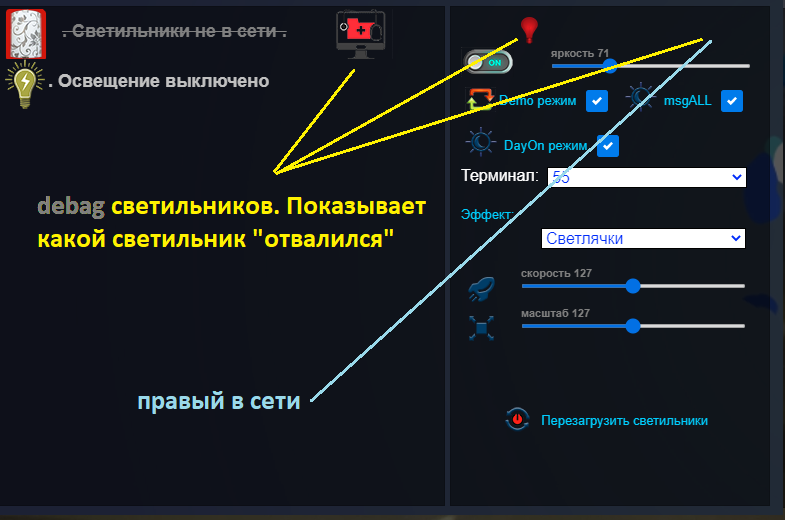 . Светильники не в сети .
. Освещение выключено
debag светильников. Показывает
какой светильник "отвалился"
правый в сети
яркость 71
ON
Demo режим
msgALL
DayOn режим
Терминал: 55
Эффект:
Светлячки
скорость 127
масштаб 127
Перезагрузить светильники